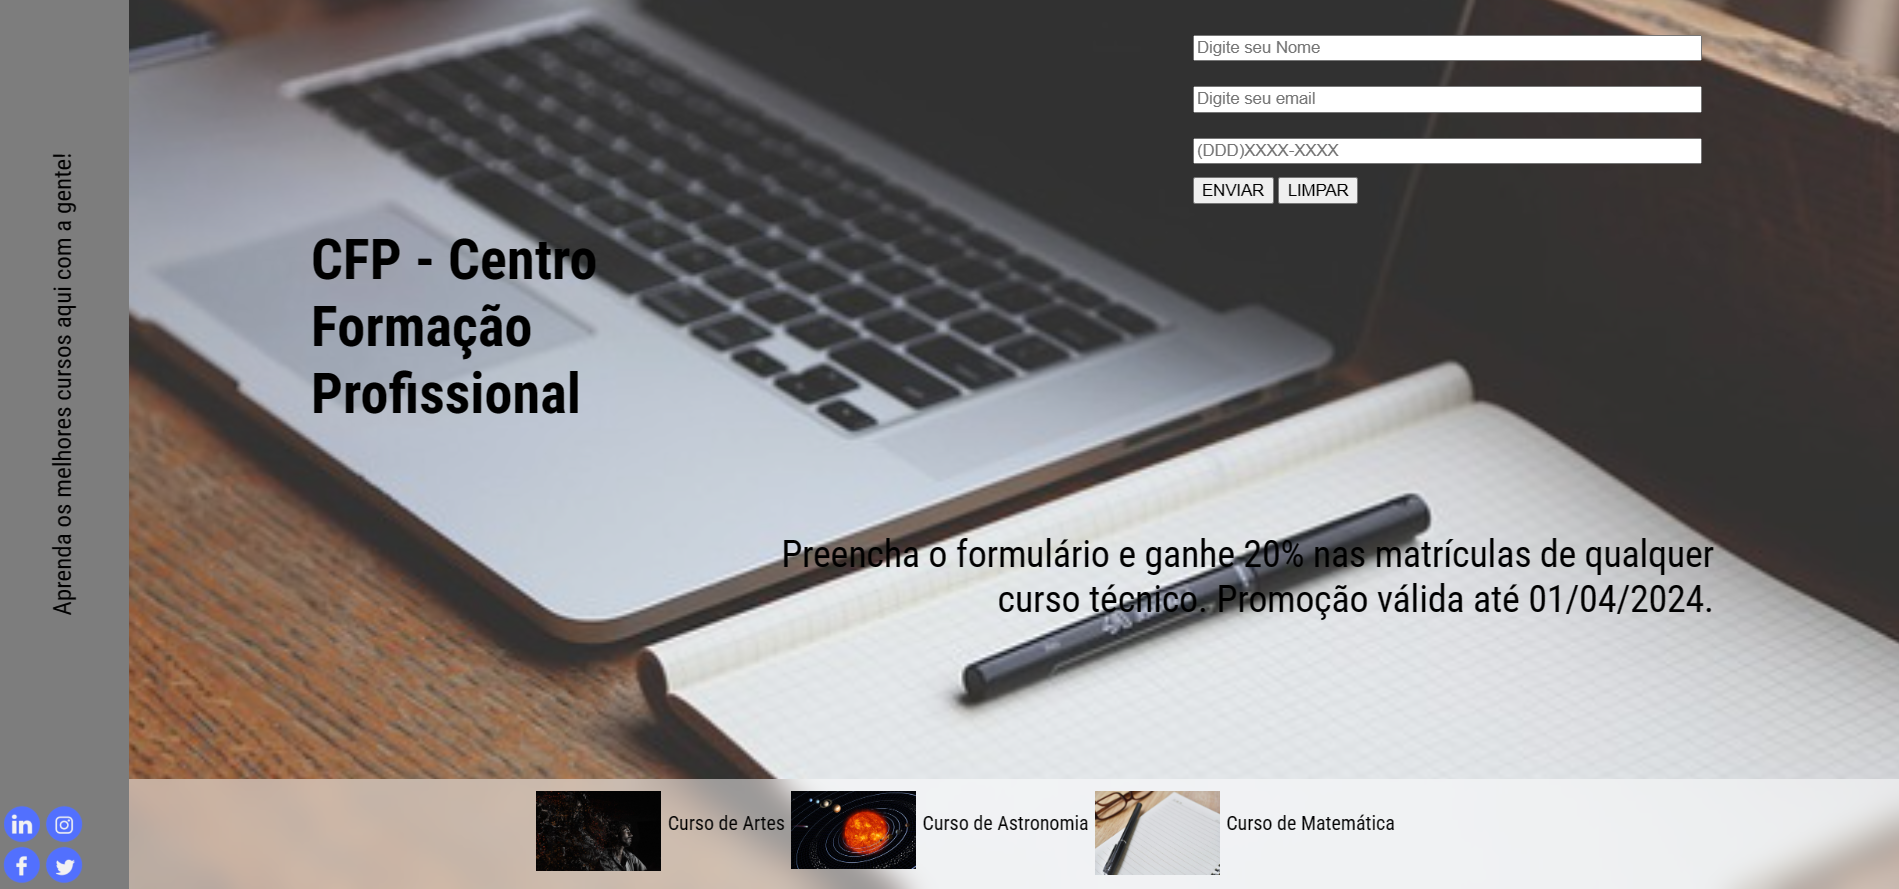 Aprenda os melhores cursos aqui com a gente!
Digite seu Nome
Digite seu email
(DDD)XXXX-XXXX
ENVIAR LIMPAR
CFP - Centro
Formação
Profissional
Preencha o formulário e ganhe 20% nas matrículas de qualquer
curso técnico. Promoção válida até 01/04/2024.
Curso de Artes
Curso de Astronomia
Curso de Matemática